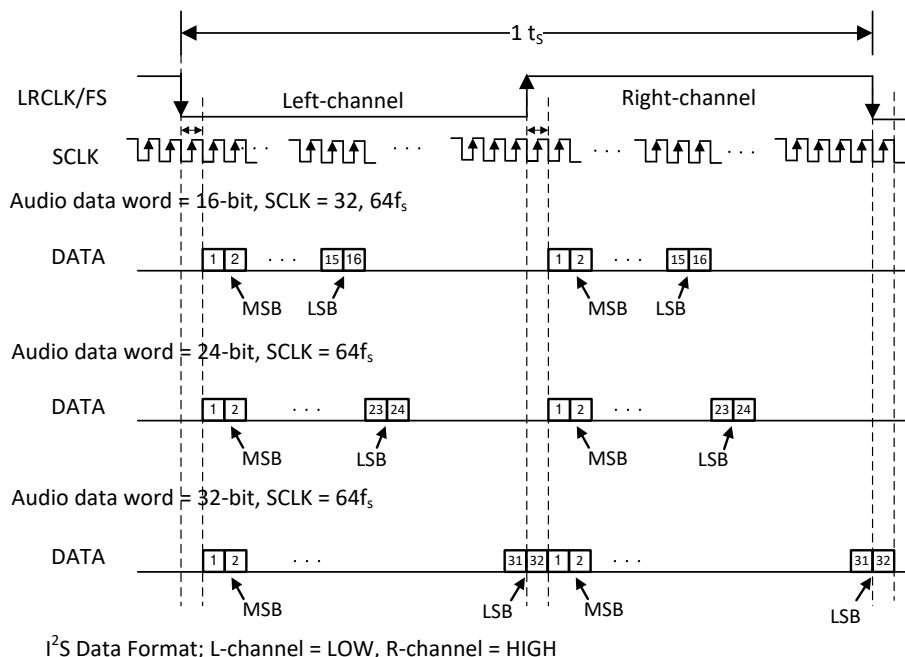 1 tS
LRCLK/FS
Left-channel
Right-channel
SCLK
. . .
. . .
. . .
. . .
Audio data word = 16-bit, SCLK = 32, 64fs
DATA
1 2 . . . 15 16 1 2 . . . 15 16
MSB LSB MSB LSB
Audio data word = 24-bit, SCLK = 64fs
DATA
1 2 . . . 23 24 1 2 . . . 23 24
MSB LSB MSB LSB
Audio data word = 32-bit, SCLK = 64fs
DATA
1 2 . . . 31 32 1 2 . . . 31 32
MSB LSB MSB LSB
I²S Data Format; L-channel = LOW, R-channel = HIGH